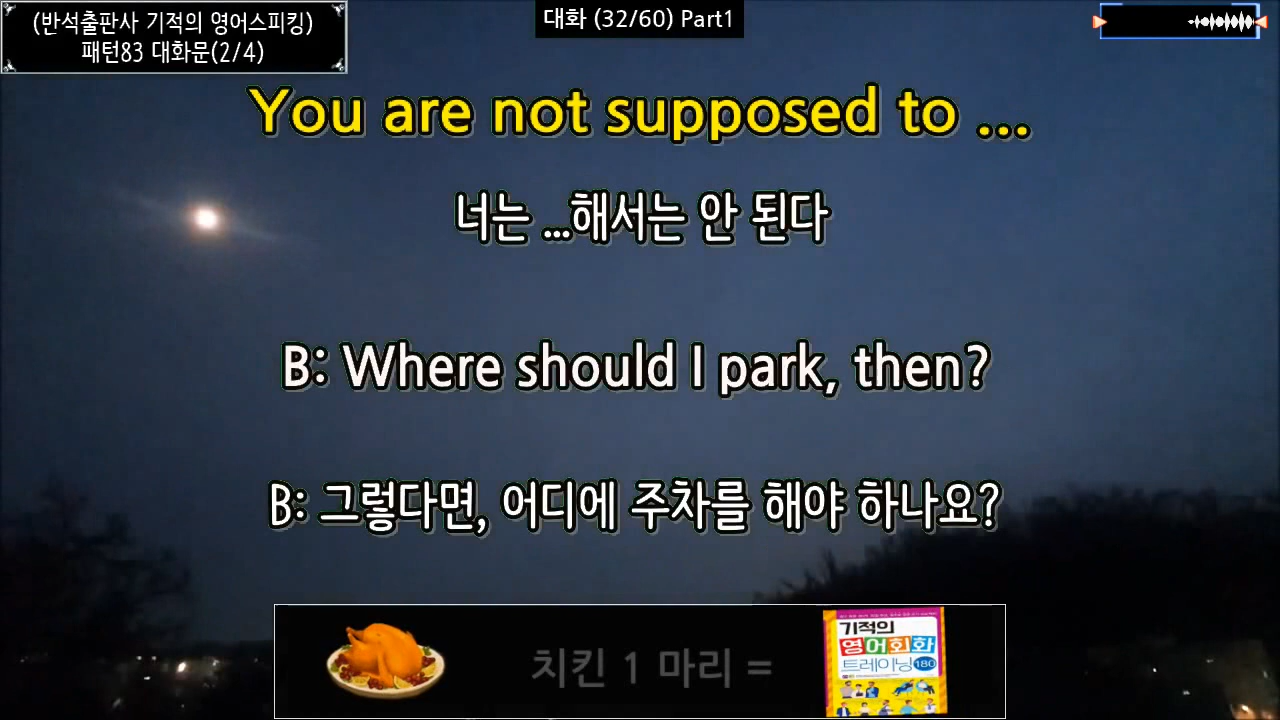 (반석출판사 기적의 영어스피킹)
패턴83 대화문(2/4)
대화 (32/60) Part1
You are not supposed to ...
너는 ...해서는 안 된다
B: Where should I park, then?
B: 그렇다면, 어디에 주차를 해야 하나요?
치킨 1 마리 =
기적의
영어회화
트레이닝 180